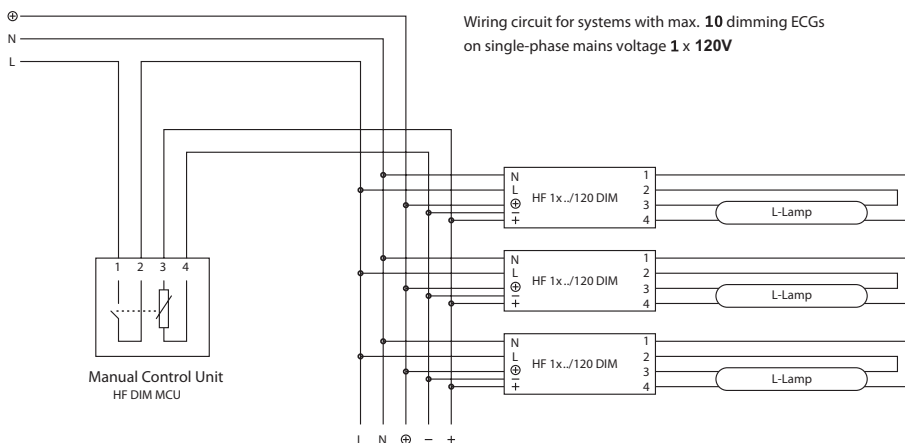 ⏚
N
L
Wiring circuit for systems with max. 10 dimming ECGs
on single-phase mains voltage 1 x 120V
N
L
⏚
–
+
HF 1x../120 DIM
1
2
3
4
L-Lamp
N
L
⏚
–
+
HF 1x../120 DIM
1
2
3
4
L-Lamp
N
L
⏚
–
+
HF 1x../120 DIM
1
2
3
4
L-Lamp
1 2 3 4
Manual Control Unit
HF DIM MCU
L N ⏚ – +